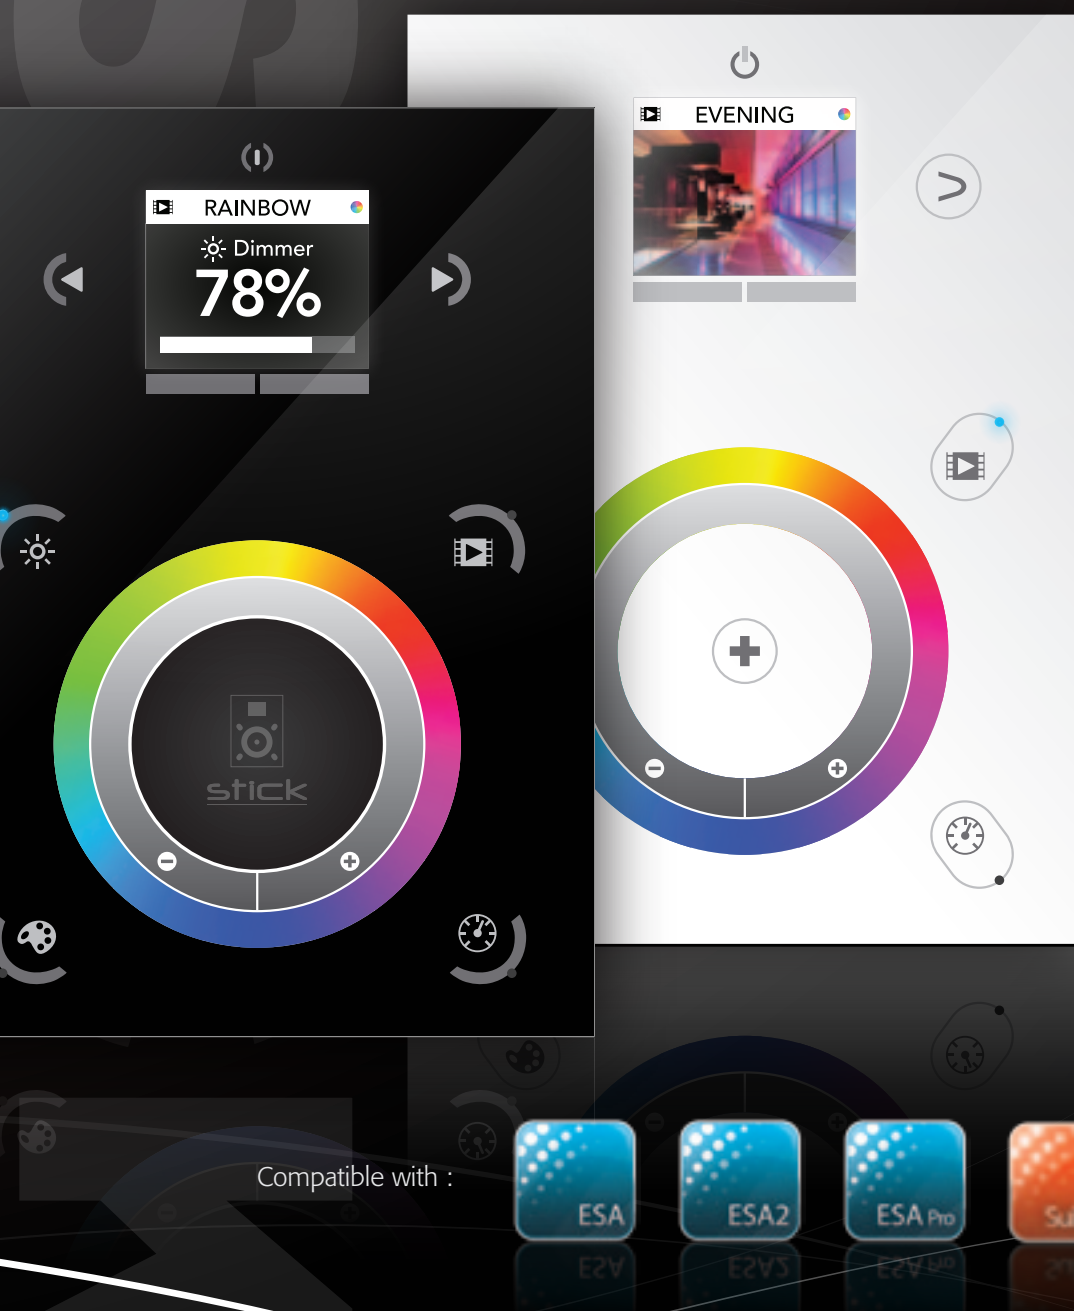 EVENING
RAINBOW
Dimmer
78%
stick
Compatible with :
ESA
ESA2
ESA Pro